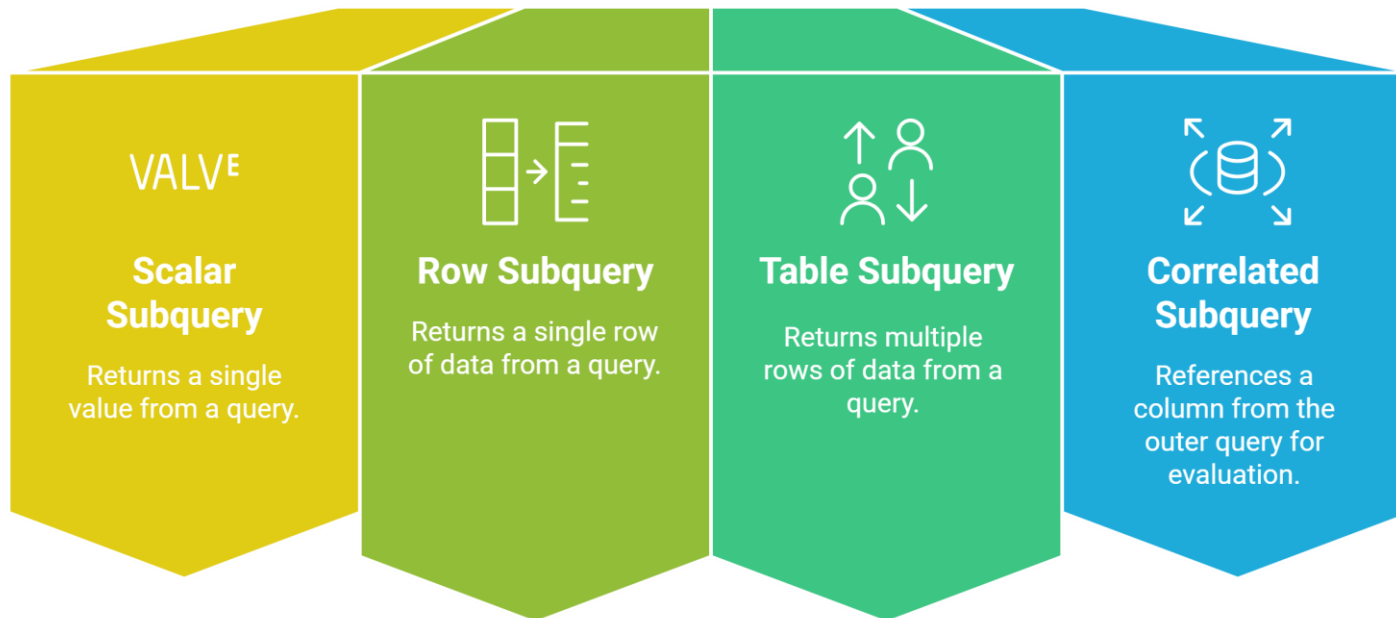 VALVE
Scalar
Subquery
Returns a single
value from a query.
Row Subquery
Returns a single row
of data from a query.
Table Subquery
Returns multiple
rows of data from a
query.
Correlated
Subquery
References a
column from the
outer query for
evaluation.